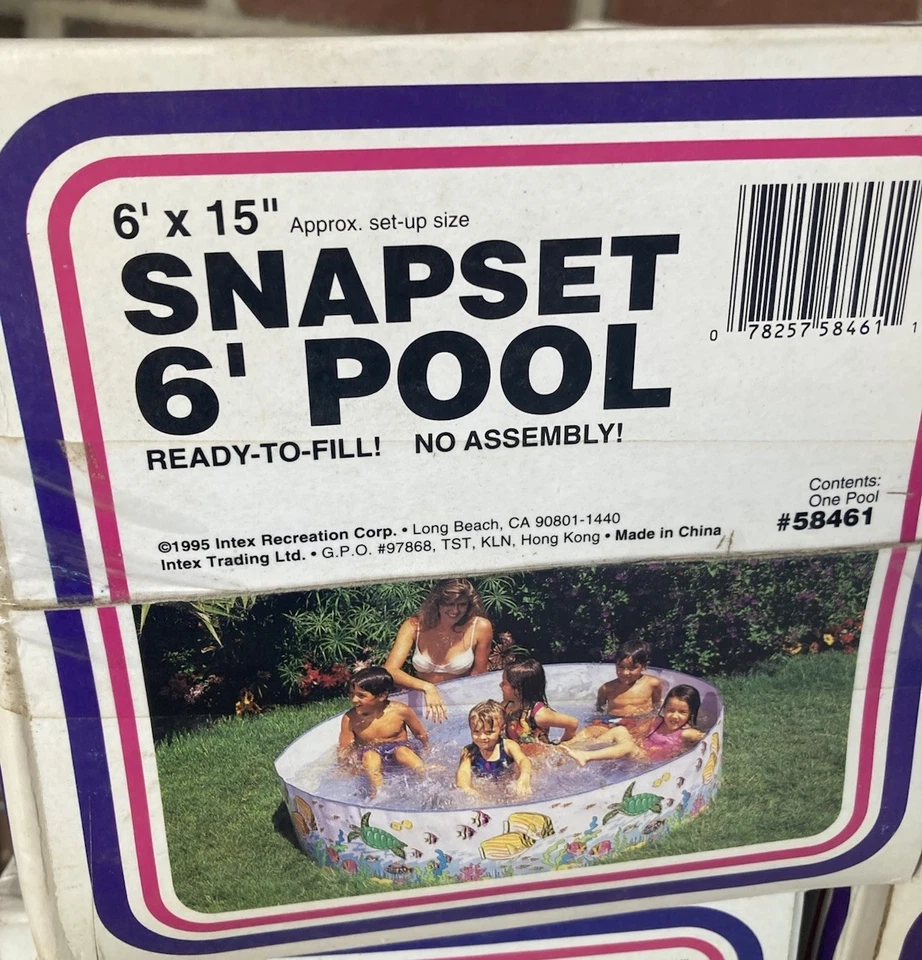 6' x 15" Approx. set-up size
SNAPSET
6' POOL
READY-TO-FILL! NO ASSEMBLY!
0 78257 58461 1
Contents:
One Pool
#58461
©1995 Intex Recreation Corp. • Long Beach, CA 90801-1440
Intex Trading Ltd. • G.P.O. #97868, TST, KLN, Hong Kong • Made in China